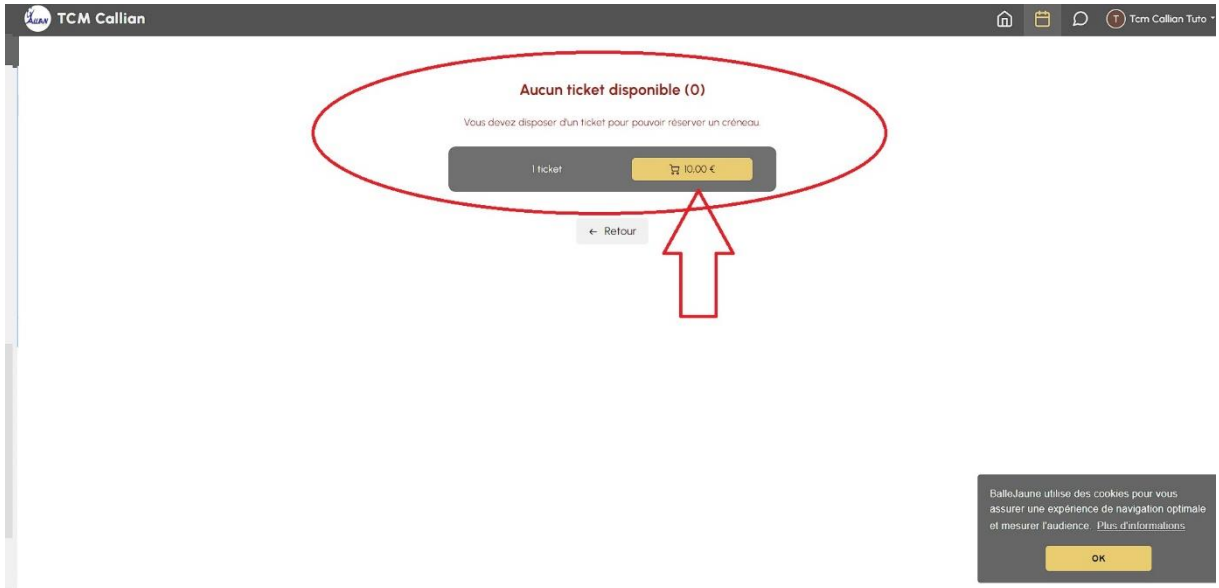 TCM Callian
T Tcm Callian Tuto
Aucun ticket disponible (0)
Vous devez disposer d'un ticket pour pouvoir réserver un créneau
1 ticket 10,00 €
← Retour
BalleJaune utilise des cookies pour vous
assurer une expérience de navigation optimale
et mesurer l'audience. Plus d'informations
OK